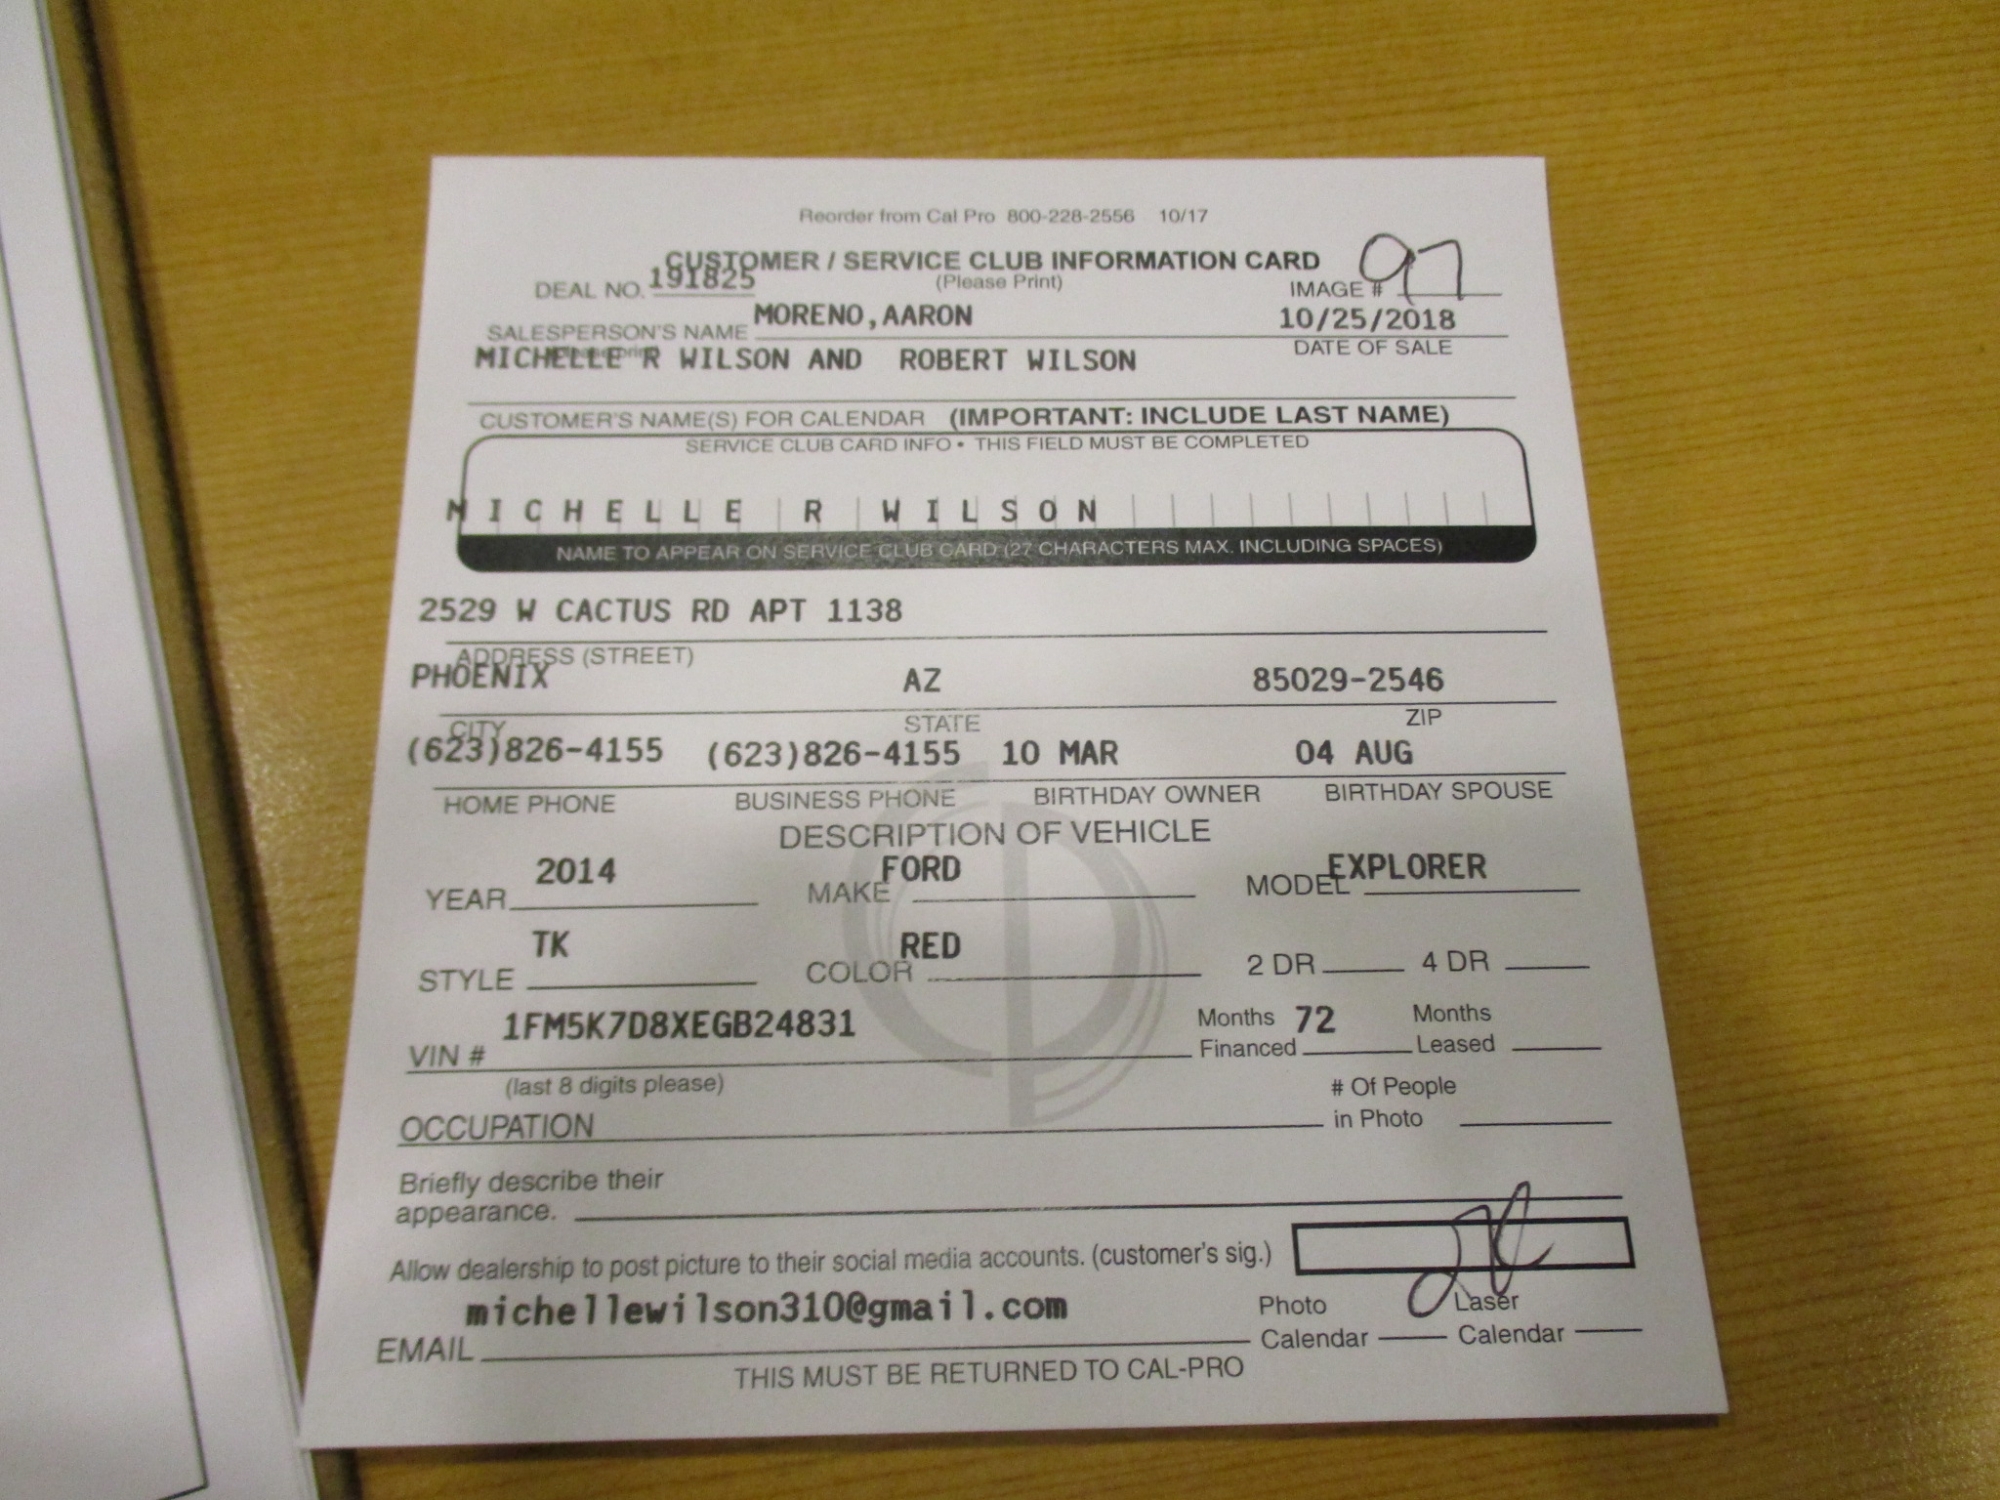 Reorder from Cal Pro 800-228-2556 10/17
CUSTOMER / SERVICE CLUB INFORMATION CARD
(Please Print)
DEAL NO. 191825
IMAGE # 97
SALESPERSON'S NAME MORENO,AARON
10/25/2018
DATE OF SALE
MICHELLE R WILSON AND ROBERT WILSON
CUSTOMER'S NAME(S) FOR CALENDAR (IMPORTANT: INCLUDE LAST NAME)
SERVICE CLUB CARD INFO • THIS FIELD MUST BE COMPLETED
MICHELLE R WILSON
NAME TO APPEAR ON SERVICE CLUB CARD (27 CHARACTERS MAX. INCLUDING SPACES)
2529 W CACTUS RD APT 1138
ADDRESS (STREET)
PHOENIX AZ 85029-2546
CITY STATE ZIP
(623)826-4155 (623)826-4155 10 MAR 04 AUG
HOME PHONE BUSINESS PHONE BIRTHDAY OWNER BIRTHDAY SPOUSE
DESCRIPTION OF VEHICLE
YEAR 2014 MAKE FORD MODEL EXPLORER
STYLE TK COLOR RED 2 DR 4 DR
VIN # 1FM5K7D8XEGB24831 Months Financed 72 Months Leased
(last 8 digits please)
OCCUPATION # Of People in Photo
Briefly describe their
appearance.
Allow dealership to post picture to their social media accounts. (customer's sig.)
EMAIL michellewilson310@gmail.com Photo Calendar Laser Calendar
THIS MUST BE RETURNED TO CAL-PRO